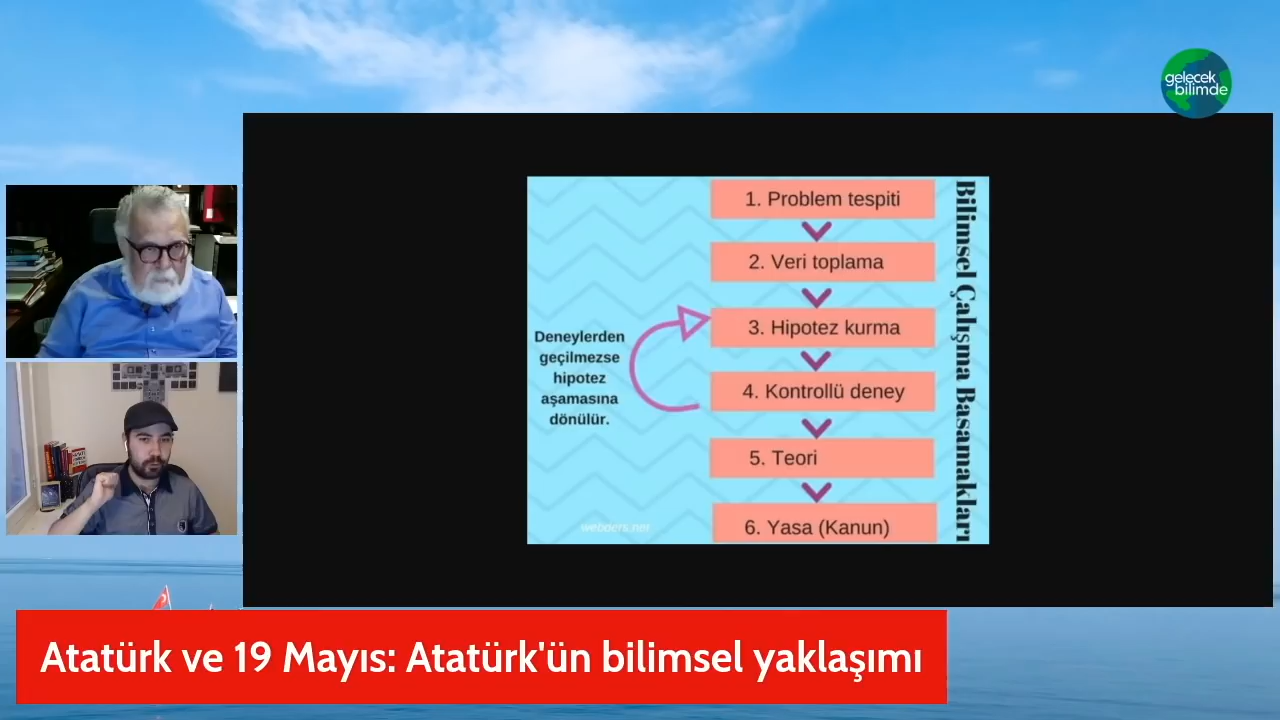 gelecek
bilimde
Bilimsel Çalışma Basamakları
1. Problem tespiti
2. Veri toplama
3. Hipotez kurma
4. Kontrollü deney
5. Teori
6. Yasa (Kanun)
Deneylerden
geçilmezse
hipotez
aşamasına
dönülür.
webders.net
Atatürk ve 19 Mayıs: Atatürk'ün bilimsel yaklaşımı